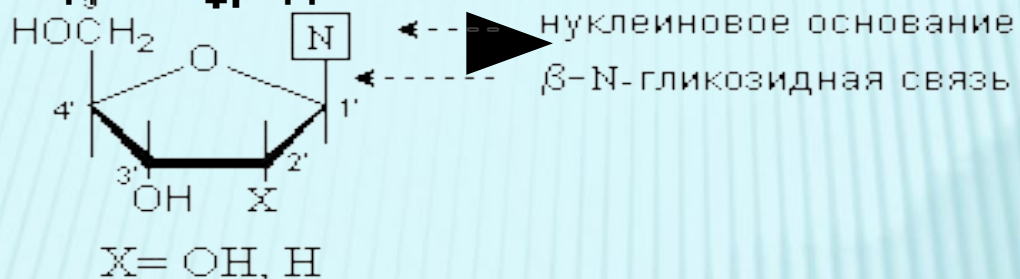 HOCH2 N нуклеиновое основание
O β-N-гликозидная связь
4' 1'
3' 2'
OH X
X= OH, H